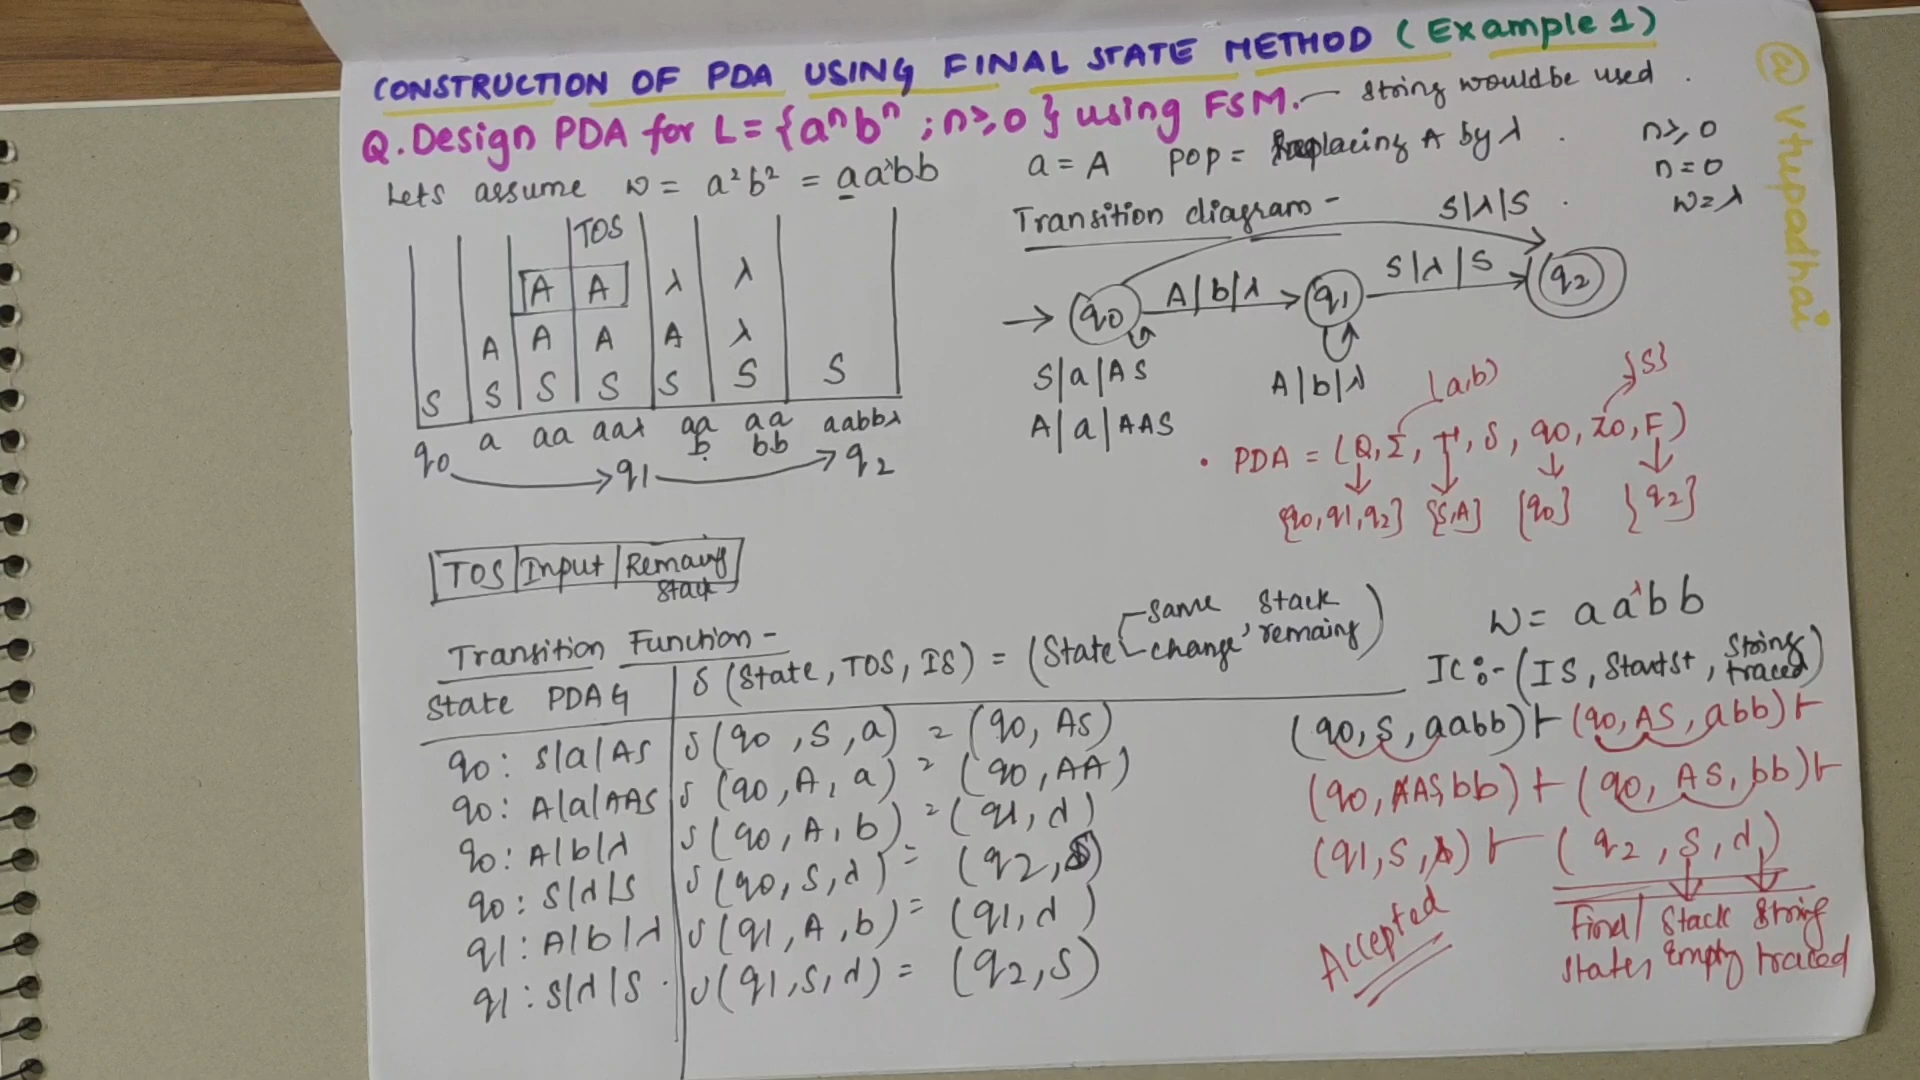 CONSTRUCTION OF PDA USING FINAL STATE METHOD (Example 1)
Q. Design PDA for L = {aⁿbⁿ ; n≥0} using FSM. — string would be used.
Lets assume w = a²b² = aaλbb
a = A pop = Replacing A by λ.
n≥0
n=0
w=λ
@Vtupadhai
TOS
A A λ λ
A A A A λ
S S S S S S S
q0 a aa aaλ aa b aa bb aabbλ
q0 → q1 → q2
Transition diagram -
S|λ|S
→ q0 A|b|λ q1 S|λ|S q2
S|a|AS
A|a|AAS
A|b|λ
(a,b) {S}
• PDA = (Q, Σ, Γ, δ, q0, z0, F)
{q0,q1,q2} {S,A} {q0} {q2}
TOS | Input | Remaing Stack
Transition Function -
State PDA G
δ (State, TOS, IS) = (State same change, Stack remaing)
q0: S|a|AS δ(q0, S, a) = (q0, AS)
q0: A|a|AAS δ(q0, A, a) = (q0, AA)
q0: A|b|λ δ(q0, A, b) = (q1, λ)
q0: S|λ|S δ(q0, S, λ) = (q2, S)
q1: A|b|λ δ(q1, A, b) = (q1, λ)
q1: S|λ|S δ(q1, S, λ) = (q2, S)
w = aaλbb
IC:- (IS, Start st, String traced)
(q0, S, aabb) ⊢ (q0, AS, abb) ⊢
(q0, AAS, bb) ⊢ (q0, AS, bb) ⊢
(q1, S, λ) ⊢ (q2, S, λ)
Accepted
Final State, Stack Empty String traced